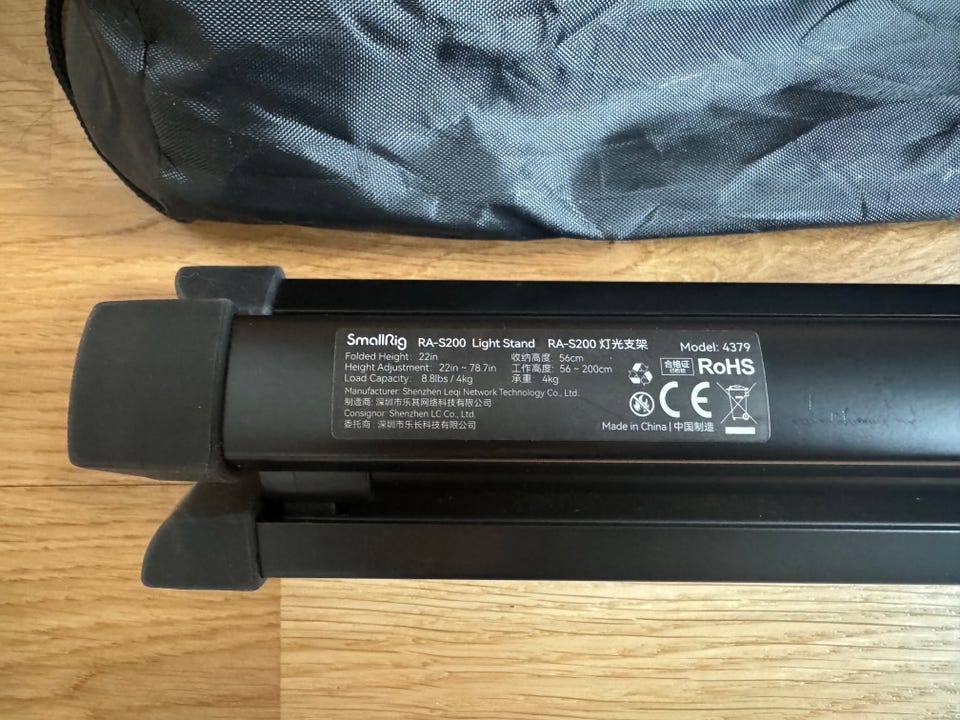 SmallRig RA-S200 Light Stand RA-S200 灯光支架 Model: 4379
Folded Height: 22in 收纳高度: 56cm
Height Adjustment: 22in ~ 78.7in 工作高度: 56 ~ 200cm
Load Capacity: 8.8lbs / 4kg 承重: 4kg
Manufacturer: Shenzhen Leqi Network Technology Co., Ltd.
制造商: 深圳市乐其网络科技有限公司
Consignor: Shenzhen LC Co., Ltd.
委托商: 深圳市乐长科技有限公司
合格证 RoHS
CE
Made in China | 中国制造